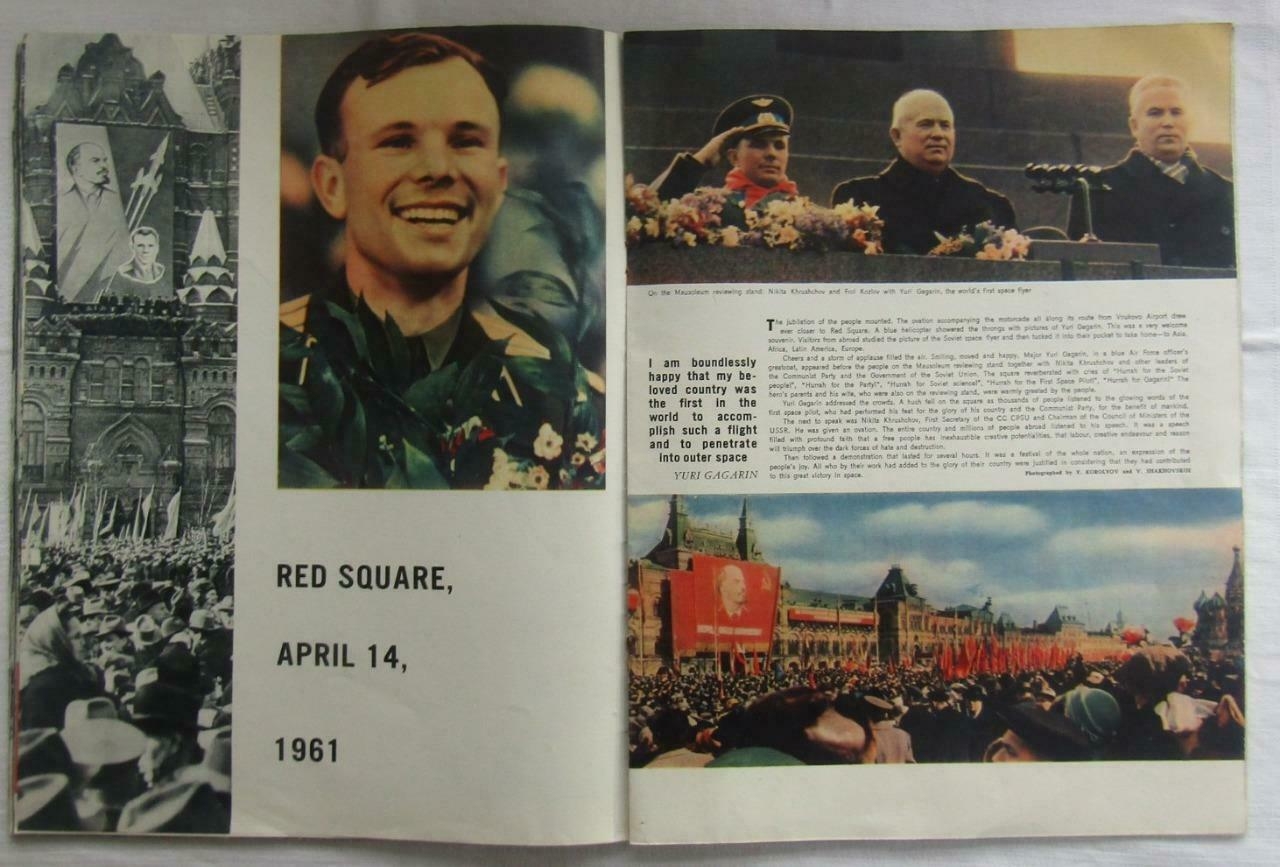 RED SQUARE,
APRIL 14,
1961
On the Mausoleum reviewing stand: Nikita Khrushchov and Frol Kozlov with Yuri Gagarin, the world's first space flyer
I am boundlessly
happy that my be-
loved country was
the first in the
world to accom-
plish such a flight
and to penetrate
into outer space
YURI GAGARIN
The jubilation of the people mounted. The ovation accompanying the motorcade all along its route from Vnukovo Airport drew
ever closer to Red Square. A blue helicopter showered the throngs with pictures of Yuri Gagarin. This was a very welcome
souvenir. Visitors from abroad studied the picture of the Soviet space flyer and then tucked it into their pocket to take home—to Asia,
Africa, Latin America, Europe.
Cheers and a storm of applause filled the air. Smiling, moved and happy, Major Yuri Gagarin, in a blue Air Force officer's
greatcoat, appeared before the people on the Mausoleum reviewing stand together with Nikita Khrushchov and other leaders of
the Communist Party and the Government of the Soviet Union. The square reverberated with cries of "Hurrah for the Soviet
people!", "Hurrah for the Party!", "Hurrah for Soviet science!", "Hurrah for the First Space Pilot!", "Hurrah for Gagarin!" The
hero's parents and his wife, who were also on the reviewing stand, were warmly greeted by the people.
Yuri Gagarin addressed the crowds. A hush fell on the square as thousands of people listened to the glowing words of the
first space pilot, who had performed his feat for the glory of his country and the Communist Party, for the benefit of mankind.
The next to speak was Nikita Khrushchov, First Secretary of the CC CPSU and Chairman of the Council of Ministers of the
USSR. He was given an ovation. The entire country and millions of people abroad listened to his speech. It was a speech
filled with profound faith that a free people has inexhaustible creative potentialities, that labour, creative endeavour and reason
will triumph over the dark forces of hate and destruction.
Then followed a demonstration that lasted for several hours. It was a festival of the whole nation, an expression of the
people's joy. All who by their work had added to the glory of their country were justified in considering that they had contributed
to this great victory in space.
Photographed by Y. KOROLYOV and V. SHAKHOVSKOI